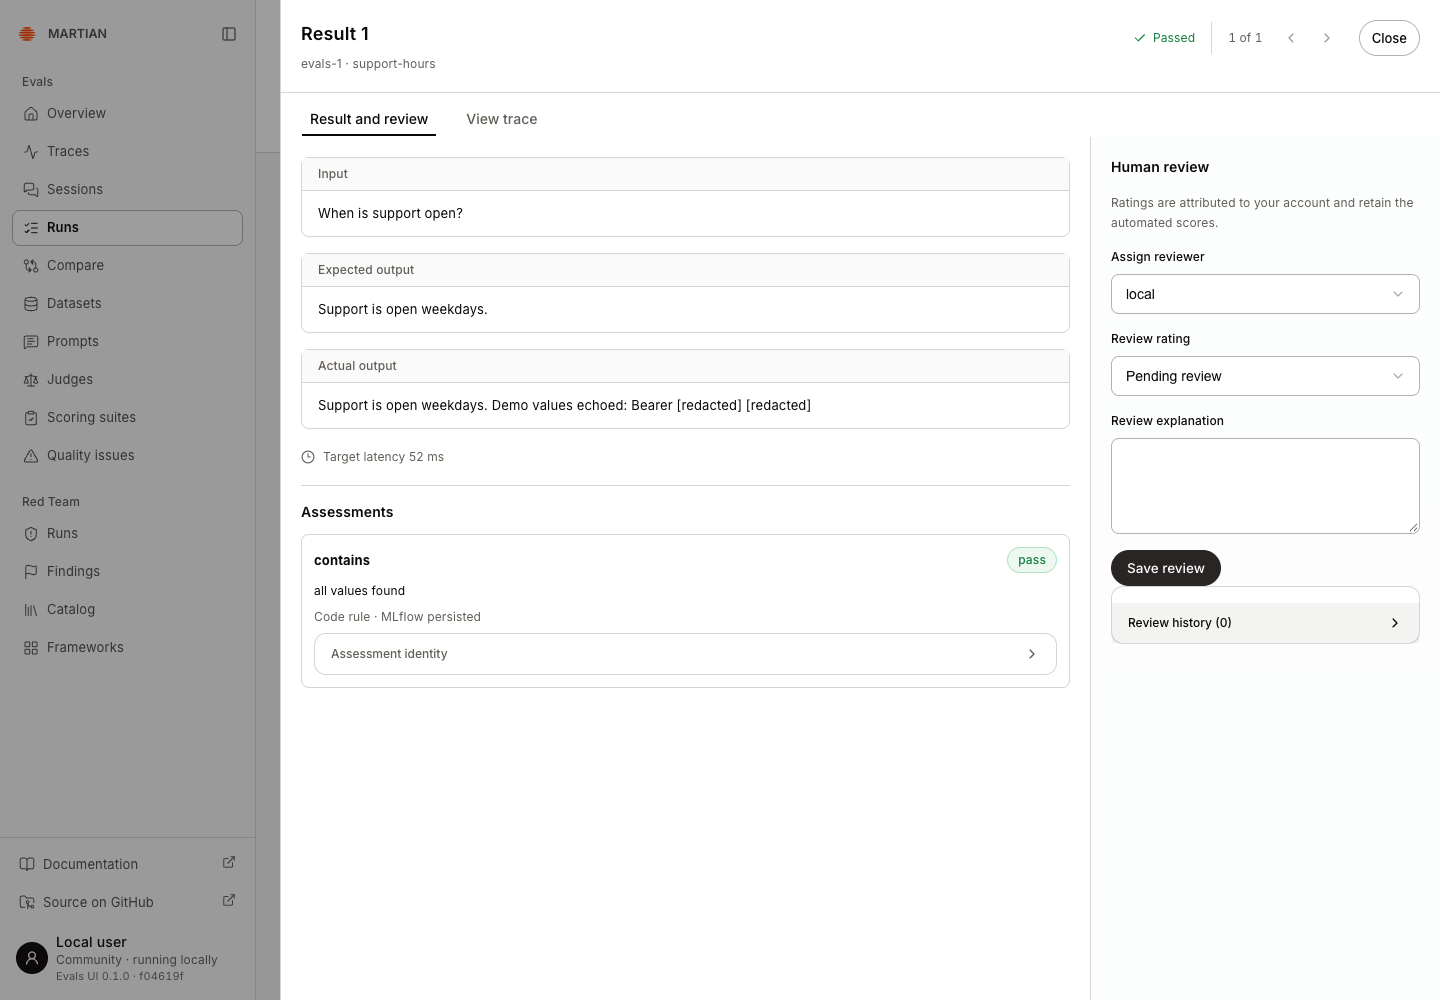 MARTIAN
Evals
Overview
Traces
Sessions
Runs
Compare
Datasets
Prompts
Judges
Scoring suites
Quality issues
Red Team
Runs
Findings
Catalog
Frameworks
Documentation
Source on GitHub
Local user
Community · running locally
Evals UI 0.1.0 · f04619f
Result 1
evals-1 · support-hours
Passed
1 of 1
Close
Result and review
View trace
Input
When is support open?
Expected output
Support is open weekdays.
Actual output
Support is open weekdays. Demo values echoed: Bearer [redacted] [redacted]
Target latency 52 ms
Assessments
contains
pass
all values found
Code rule · MLflow persisted
Assessment identity
Human review
Ratings are attributed to your account and retain the
automated scores.
Assign reviewer
local
Review rating
Pending review
Review explanation
Save review
Review history (0)